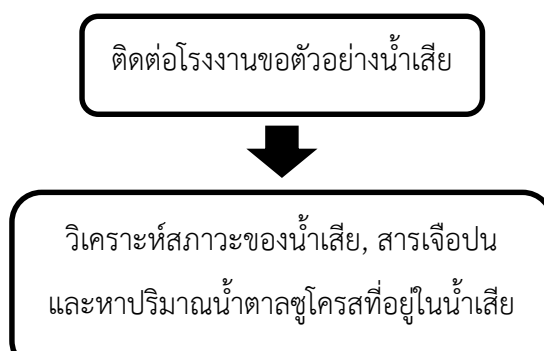 ติดต่อโรงงานขอตัวอย่างน้ำเสีย
วิเคราะห์สภาวะของน้ำเสีย, สารเจือปน
และหาปริมาณน้ำตาลซูโครสที่อยู่ในน้ำเสีย